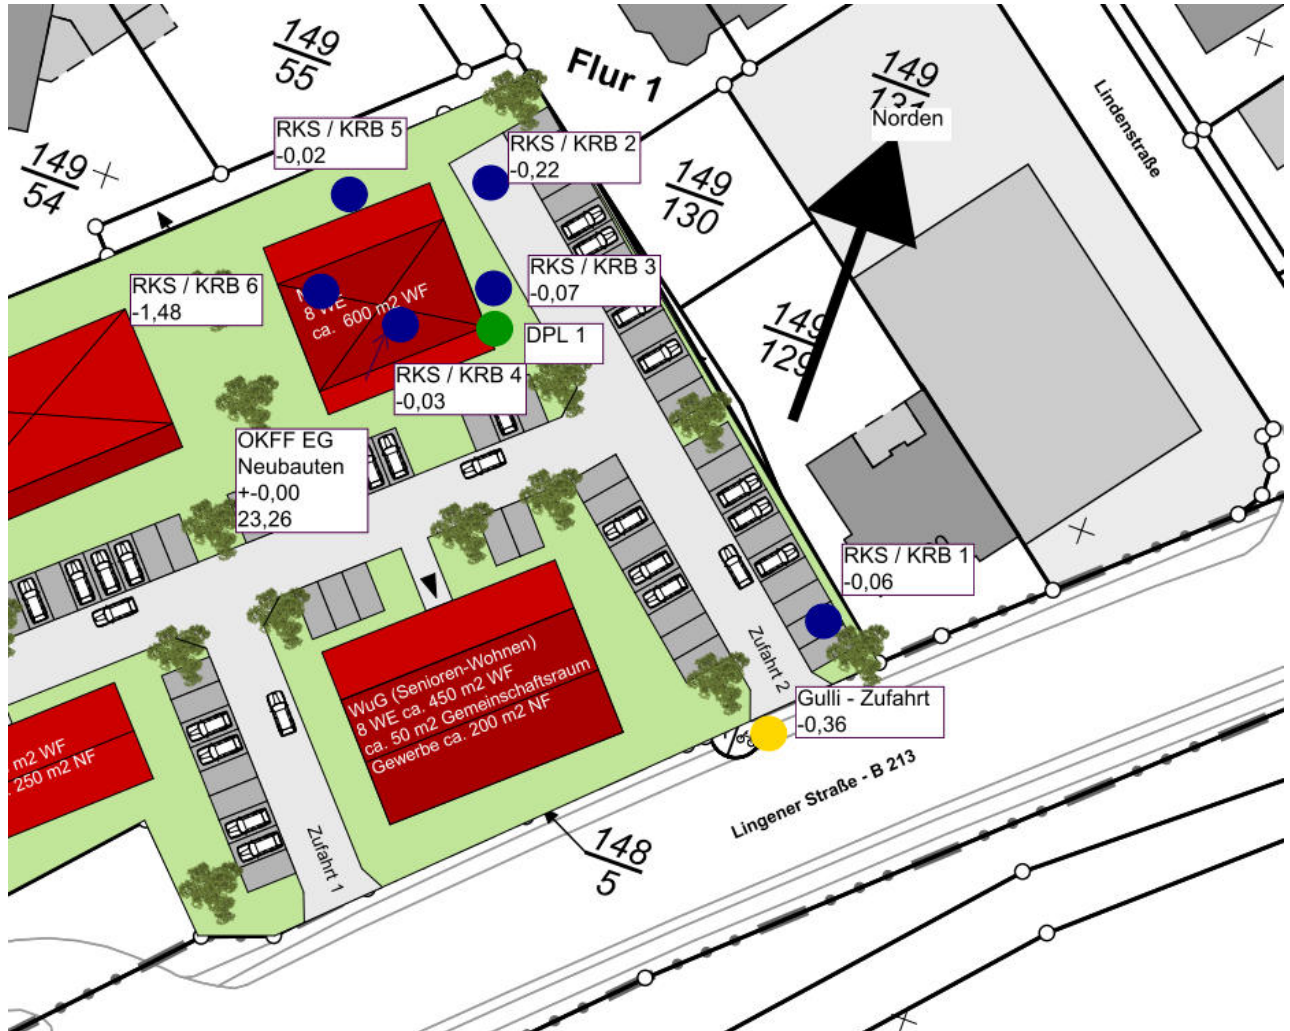 149
55
Flur 1
149
131
Norden
Lindenstraße
RKS / KRB 5
-0,02
RKS / KRB 2
-0,22
149
54
149
130
RKS / KRB 6
-1,48
RKS / KRB 3
-0,07
8 WE
ca. 600 m2 WF
DPL 1
149
129
RKS / KRB 4
-0,03
OKFF EG
Neubauten
+-0,00
23,26
RKS / KRB 1
-0,06
WuG (Senioren-Wohnen)
8 WE ca. 450 m2 WF
ca. 50 m2 Gemeinschaftsraum
Gewerbe ca. 200 m2 NF
Zufahrt 2
Gulli - Zufahrt
-0,36
m2 WF
250 m2 NF
Lingener Straße - B 213
Zufahrt 1
148
5